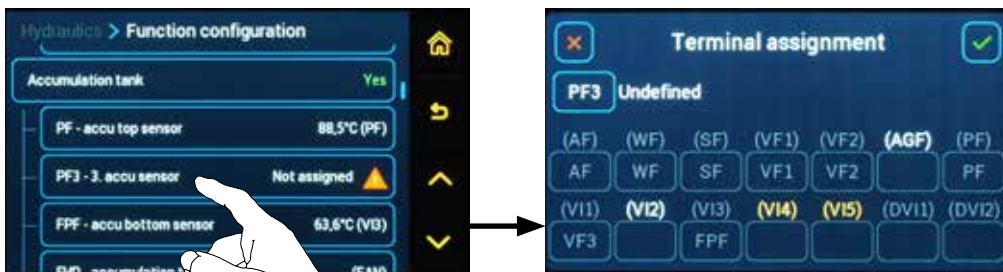 Hydraulics > Function configuration
Accumulation tank Yes
PF - accu top sensor 88,5°C (PF)
PF3 - 3. accu sensor Not assigned
FPF - accu bottom sensor 63,6°C (VI3)
Terminal assignment
PF3 Undefined
(AF) (WF) (SF) (VF1) (VF2) (AGF) (PF)
AF WF SF VF1 VF2 PF
(VI1) (VI2) (VI3) (VI4) (VI5) (DVI1) (DVI2)
VF3 FPF